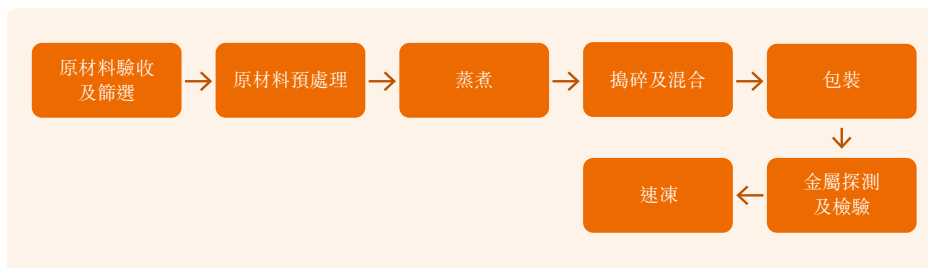 原材料驗收
及篩選
原材料預處理
蒸煮
搗碎及混合
包裝
金屬探測
及檢驗
速凍